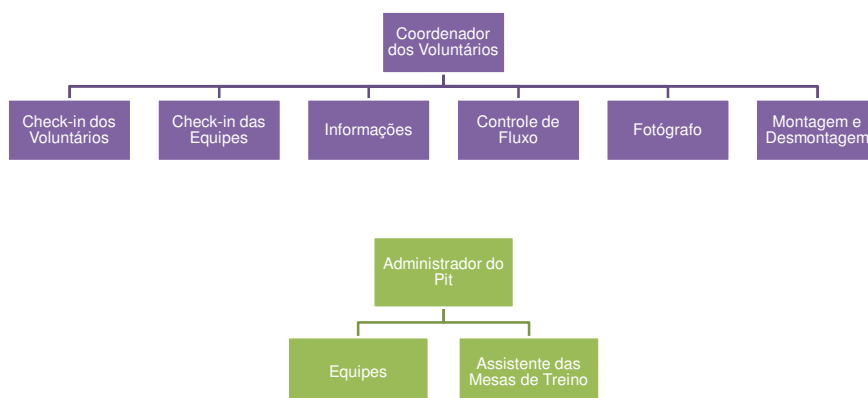 Coordenador
dos Voluntários
Check-in dos
Voluntários
Check-in das
Equipes
Informações
Controle de
Fluxo
Fotógrafo
Montagem e
Desmontagem
Administrador do
Pit
Equipes
Assistente das
Mesas de Treino